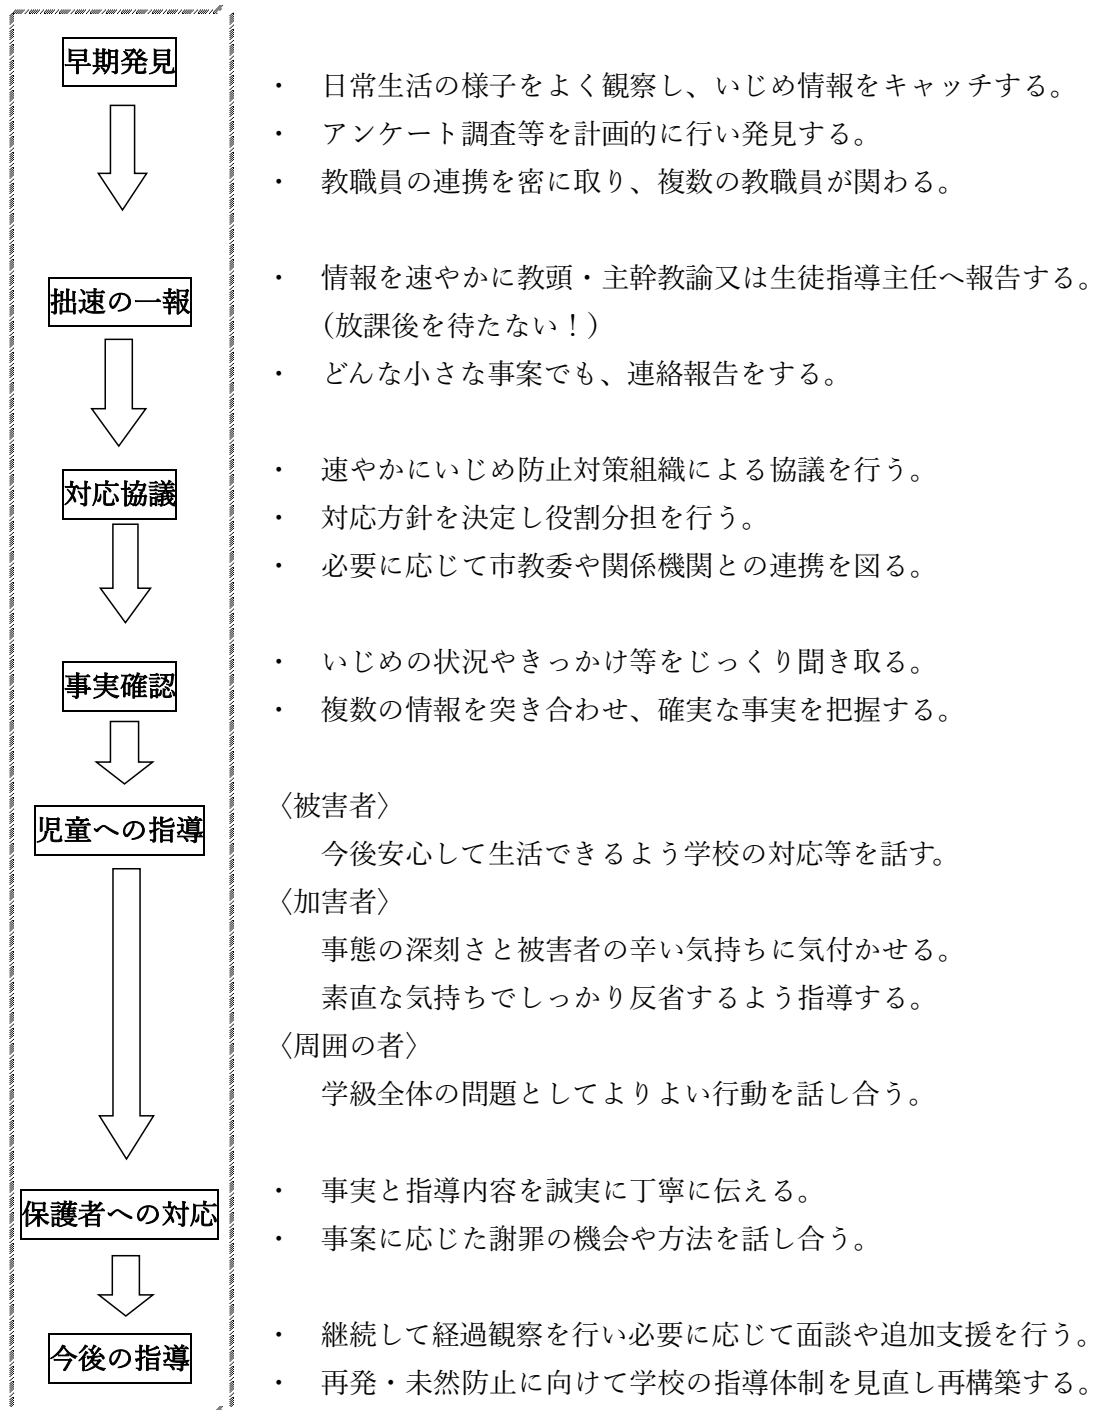 早期発見
・ 日常生活の様子をよく観察し、いじめ情報をキャッチする。
・ アンケート調査等を計画的に行い発見する。
・ 教職員の連携を密に取り、複数の教職員が関わる。
拙速の一報
・ 情報を速やかに教頭・主幹教諭又は生徒指導主任へ報告する。
(放課後を待たない！)
・ どんな小さな事案でも、連絡報告をする。
対応協議
・ 速やかにいじめ防止対策組織による協議を行う。
・ 対応方針を決定し役割分担を行う。
・ 必要に応じて市教委や関係機関との連携を図る。
事実確認
・ いじめの状況やきっかけ等をじっくり聞き取る。
・ 複数の情報を突き合わせ、確実な事実を把握する。
児童への指導
〈被害者〉
今後安心して生活できるよう学校の対応等を話す。
〈加害者〉
事態の深刻さと被害者の辛い気持ちに気付かせる。
素直な気持ちでしっかり反省するよう指導する。
〈周囲の者〉
学級全体の問題としてよりよい行動を話し合う。
保護者への対応
・ 事実と指導内容を誠実に丁寧に伝える。
・ 事案に応じた謝罪の機会や方法を話し合う。
今後の指導
・ 継続して経過観察を行い必要に応じて面談や追加支援を行う。
・ 再発・未然防止に向けて学校の指導体制を見直し再構築する。